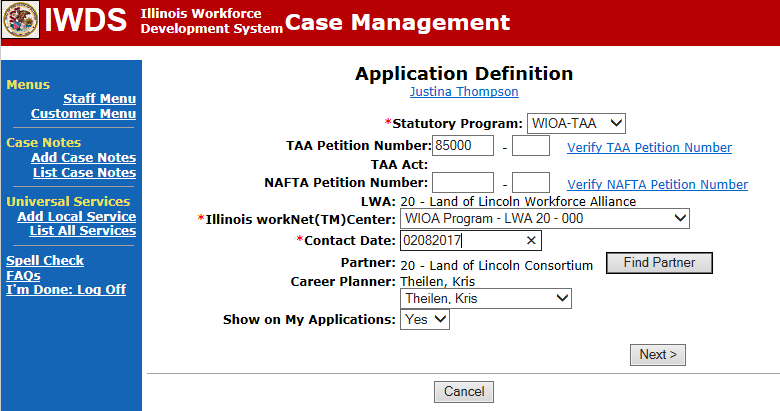 IWDS Illinois Workforce Development System Case Management
Application Definition
Justina Thompson
Menus
Staff Menu
Customer Menu
Case Notes
Add Case Notes
List Case Notes
Universal Services
Add Local Service
List All Services
Spell Check
FAQs
I'm Done: Log Off
*Statutory Program: WIOA-TAA
TAA Petition Number: 85000 - Verify TAA Petition Number
TAA Act:
NAFTA Petition Number: - Verify NAFTA Petition Number
LWA: 20 - Land of Lincoln Workforce Alliance
*Illinois workNet(TM)Center: WIOA Program - LWA 20 - 000
*Contact Date: 02082017 ×
Partner: 20 - Land of Lincoln Consortium Find Partner
Career Planner: Theilen, Kris
Theilen, Kris
Show on My Applications: Yes
Next >
Cancel